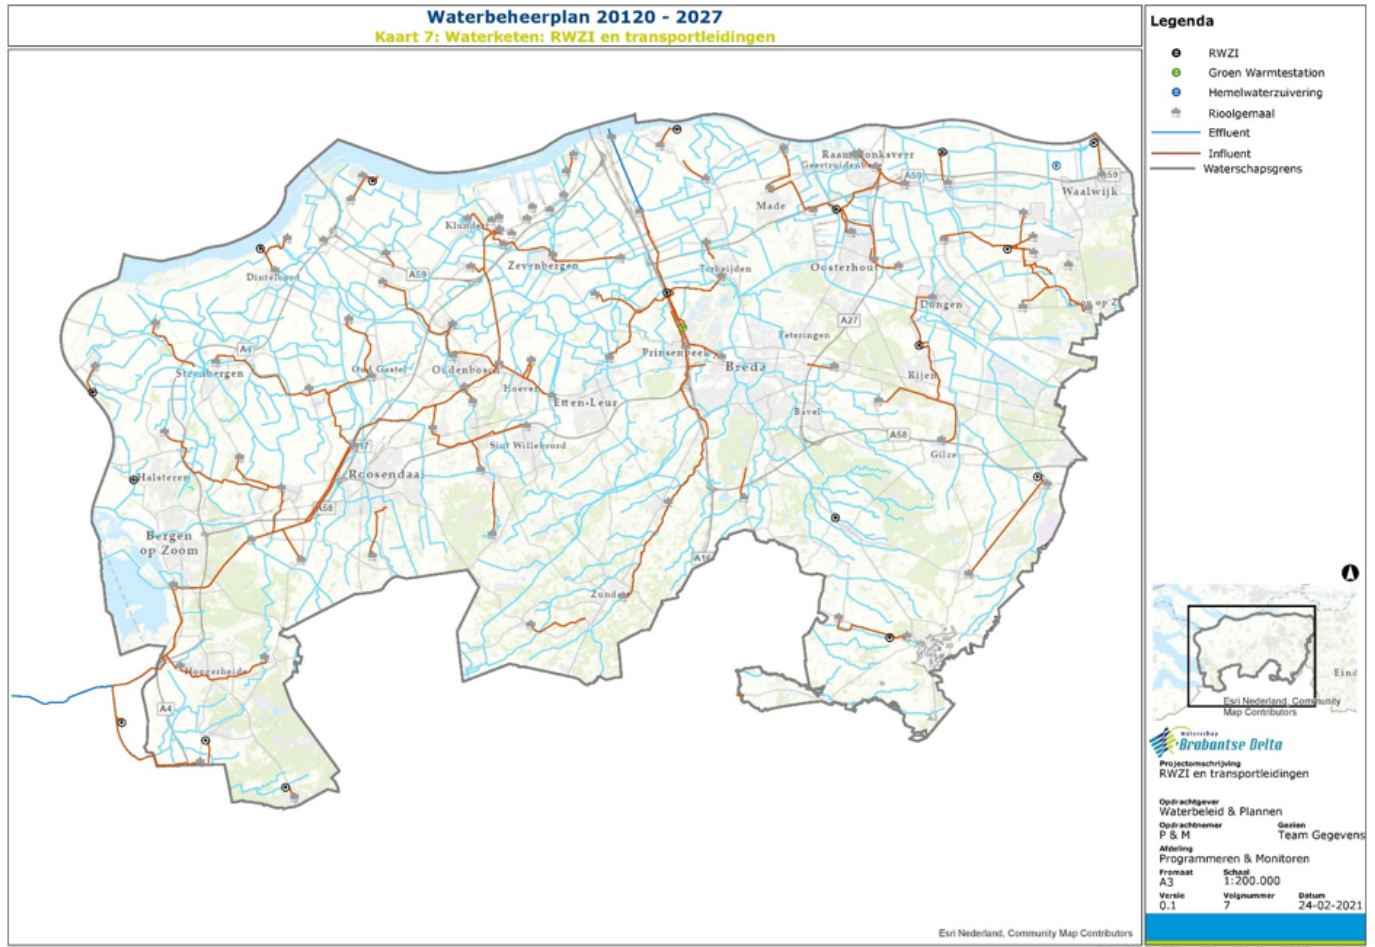 Waterbeheerplan 20120 - 2027
Kaart 7: Waterketen: RWZI en transportleidingen
Legenda
RWZI
Groen Warmtestation
Hemelwaterzuivering
Rioolgemaal
Effluent
Influent
Waterschapsgrens
Geertruidenberg
A59
A59
Waalwijk
Made
Klundert
Zevenbergen
Terheijden
Oosterhout
Dinteloord
A59
Dongen
A27
Teteringen
Prinsenbeek
Breda
A4
Steenbergen
Oud Gastel
Oudenbosch
Hoeven
Etten-Leur
Rijen
Bavel
A58
Gilze
A17
Sint Willebrord
Halsteren
Roosendaal
A58
Bergen
op Zoom
A16
Zundert
Hoogerheide
A4
Esri Nederland, Community Map Contributors
Eind
Esri Nederland, Community
Map Contributors
Waterschap
Brabantse Delta
Projectomschrijving
RWZI en transportleidingen
Opdrachtgever
Waterbeleid & Plannen
Opdrachtnemer Gezien
P & M Team Gegevens
Afdeling
Programmeren & Monitoren
Fromaat Schaal
A3 1:200.000
Versie Volgnummer Datum
0.1 7 24-02-2021